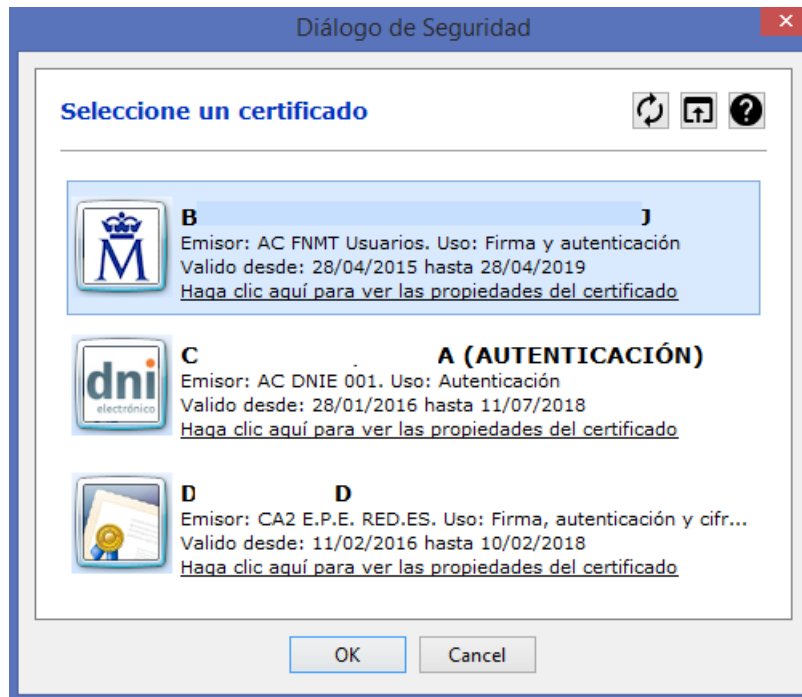 Diálogo de Seguridad
Seleccione un certificado
B J
Emisor: AC FNMT Usuarios. Uso: Firma y autenticación
Valido desde: 28/04/2015 hasta 28/04/2019
Haga clic aquí para ver las propiedades del certificado
C A (AUTENTICACIÓN)
dni
electrónico
Emisor: AC DNIE 001. Uso: Autenticación
Valido desde: 28/01/2016 hasta 11/07/2018
Haga clic aquí para ver las propiedades del certificado
D D
Emisor: CA2 E.P.E. RED.ES. Uso: Firma, autenticación y cifr...
Valido desde: 11/02/2016 hasta 10/02/2018
Haga clic aquí para ver las propiedades del certificado
OK
Cancel